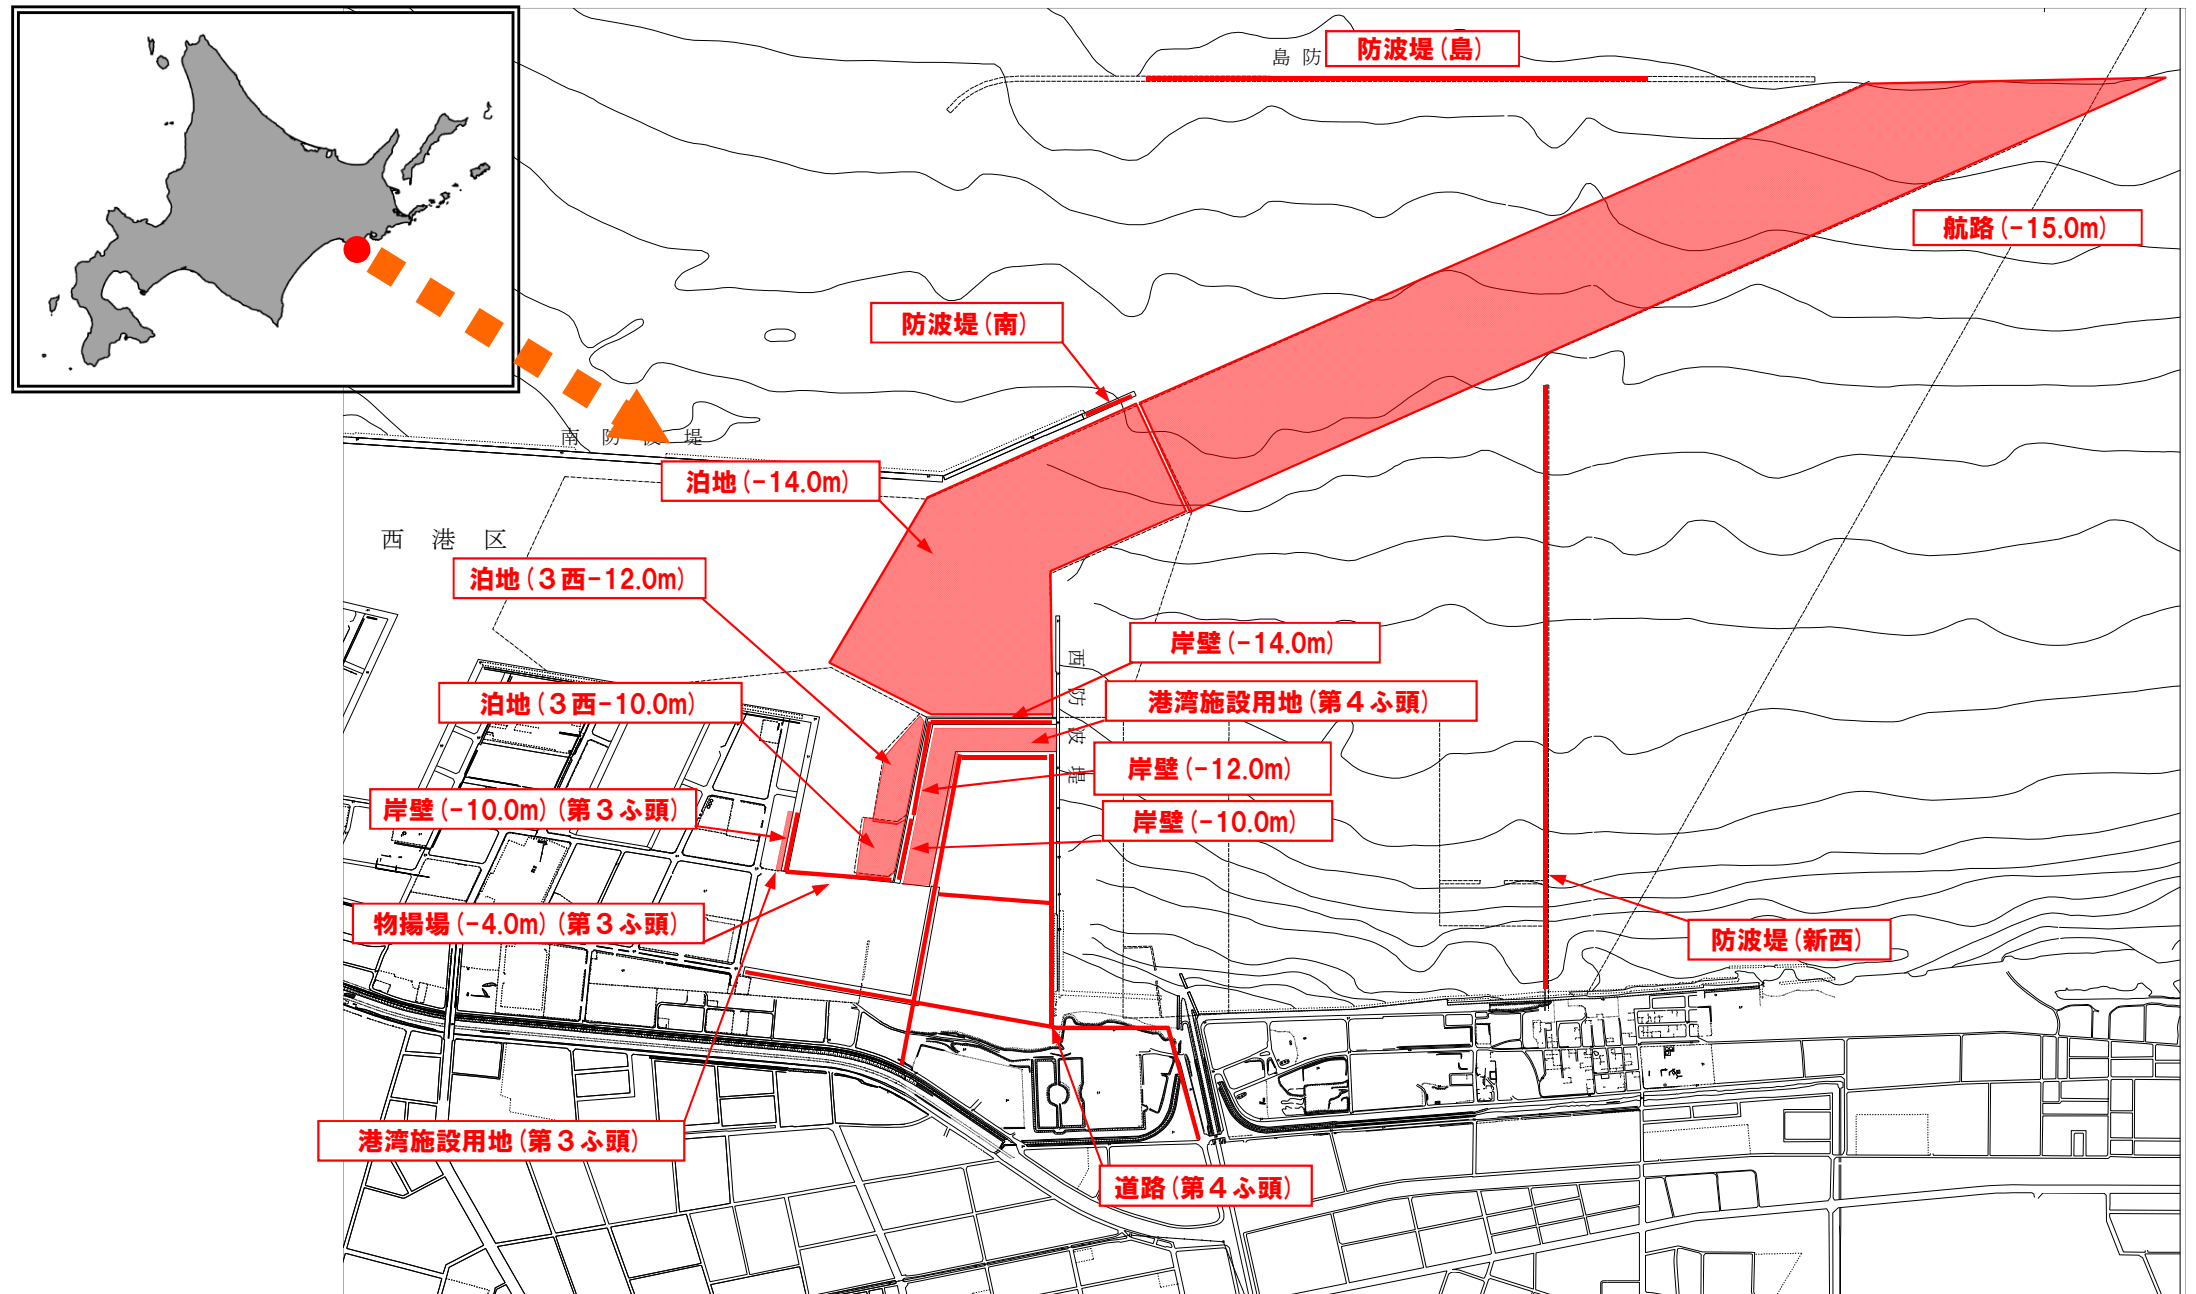 島防
防波堤(島)
航路(-15.0m)
防波堤(南)
南防波堤
泊地(-14.0m)
西港区
泊地(3西-12.0m)
岸壁(-14.0m)
西防波堤
泊地(3西-10.0m)
港湾施設用地(第4ふ頭)
岸壁(-12.0m)
岸壁(-10.0m)(第3ふ頭)
岸壁(-10.0m)
物揚場(-4.0m)(第3ふ頭)
防波堤(新西)
港湾施設用地(第3ふ頭)
道路(第4ふ頭)